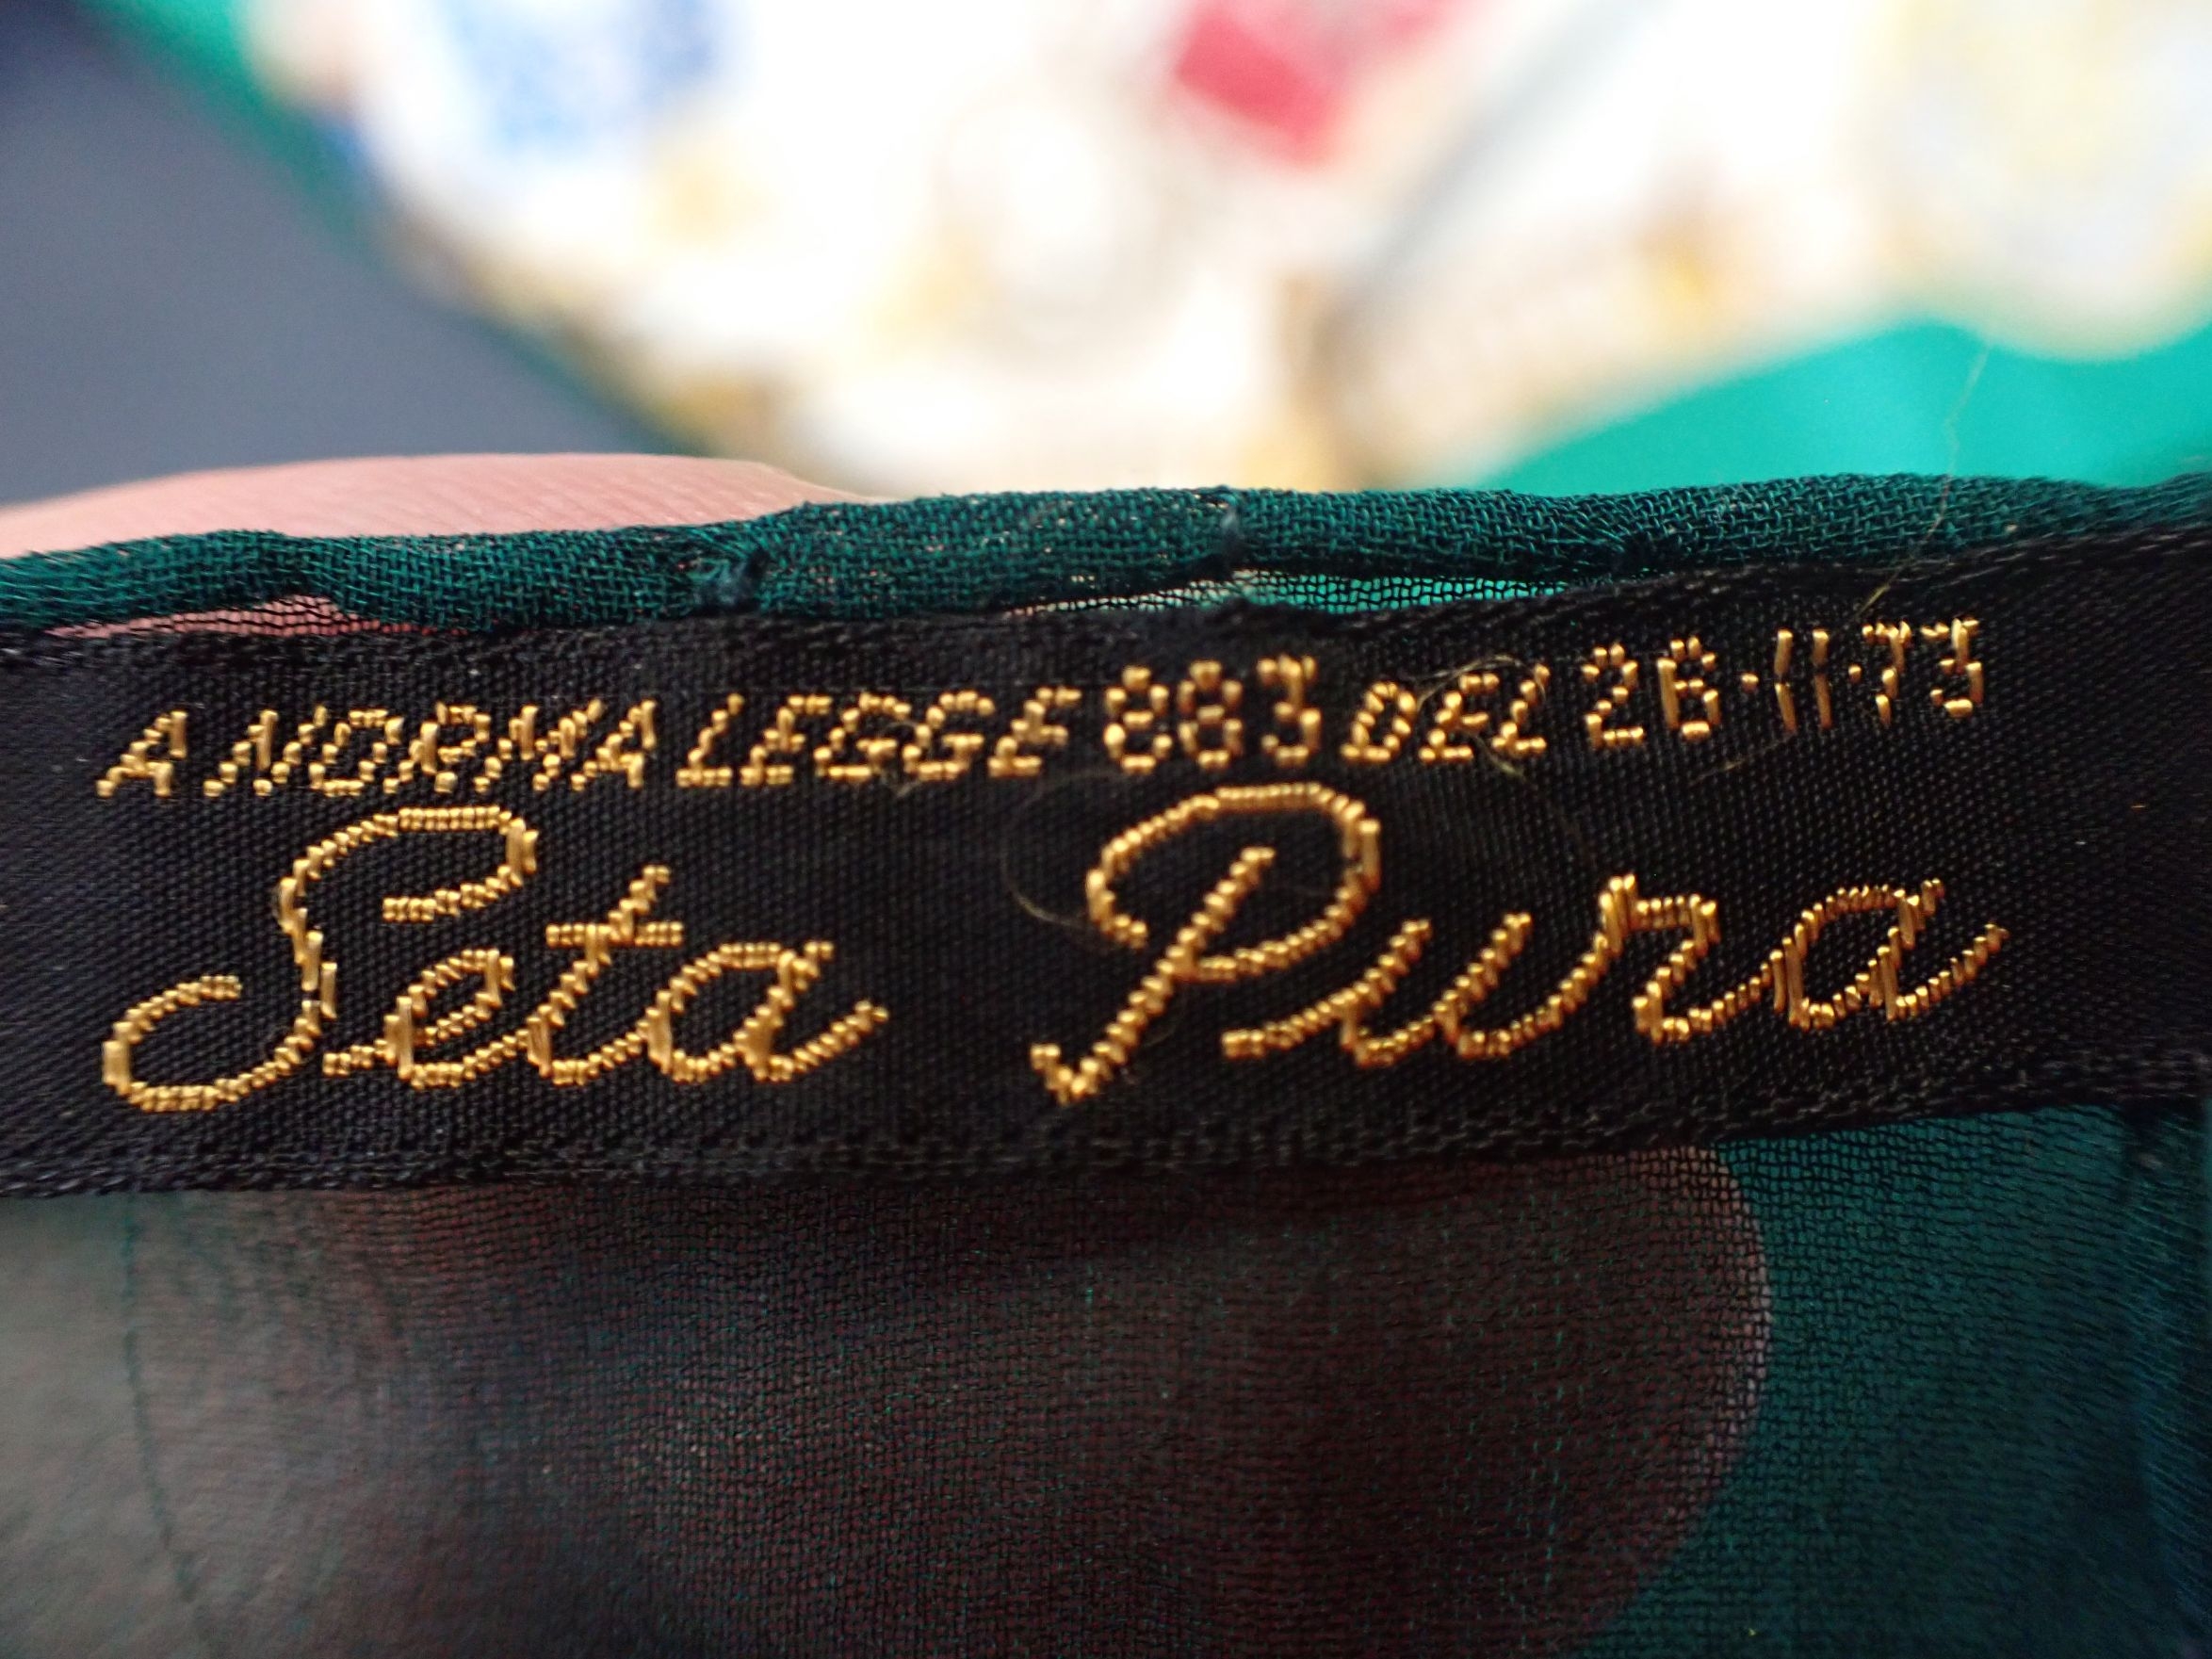 A NORMA LEGGE 883 DEL 26·11·73
Seta Pura